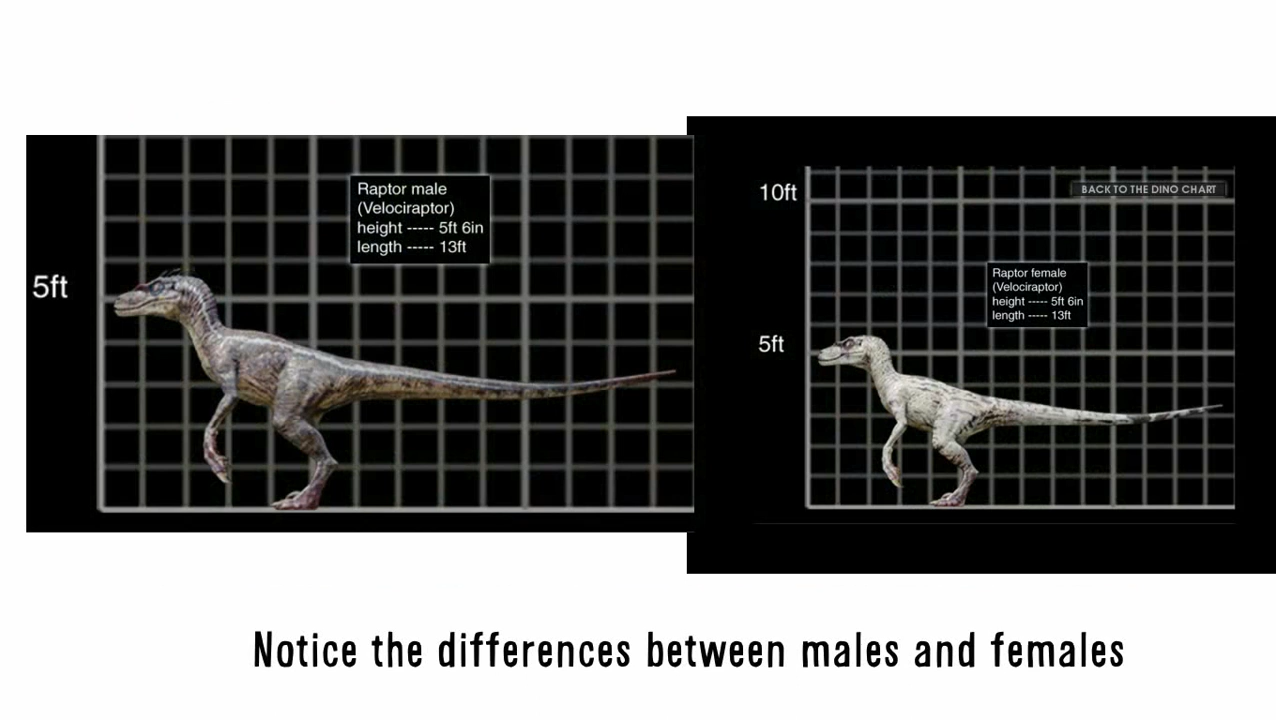 Raptor male
(Velociraptor)
height ----- 5ft 6in
length ----- 13ft
5ft
10ft
BACK TO THE DINO CHART
Raptor female
(Velociraptor)
height ----- 5ft 6in
length ----- 13ft
5ft
Notice the differences between males and females